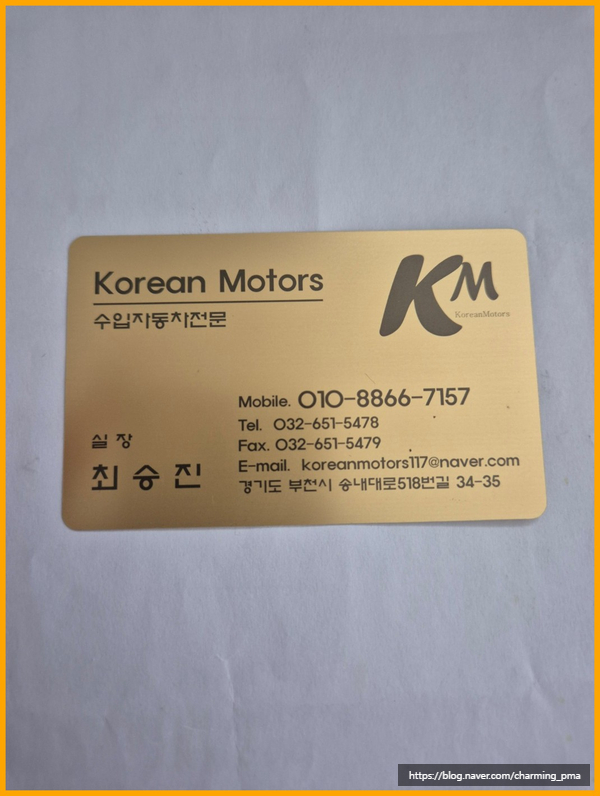 Korean Motors
수입자동차전문
KM
KoreanMotors
실장
최승진
Mobile. 010-8866-7157
Tel. 032-651-5478
Fax. 032-651-5479
E-mail. koreanmotors117@naver.com
경기도 부천시 송내대로518번길 34-35
https://blog.naver.com/charming_pma